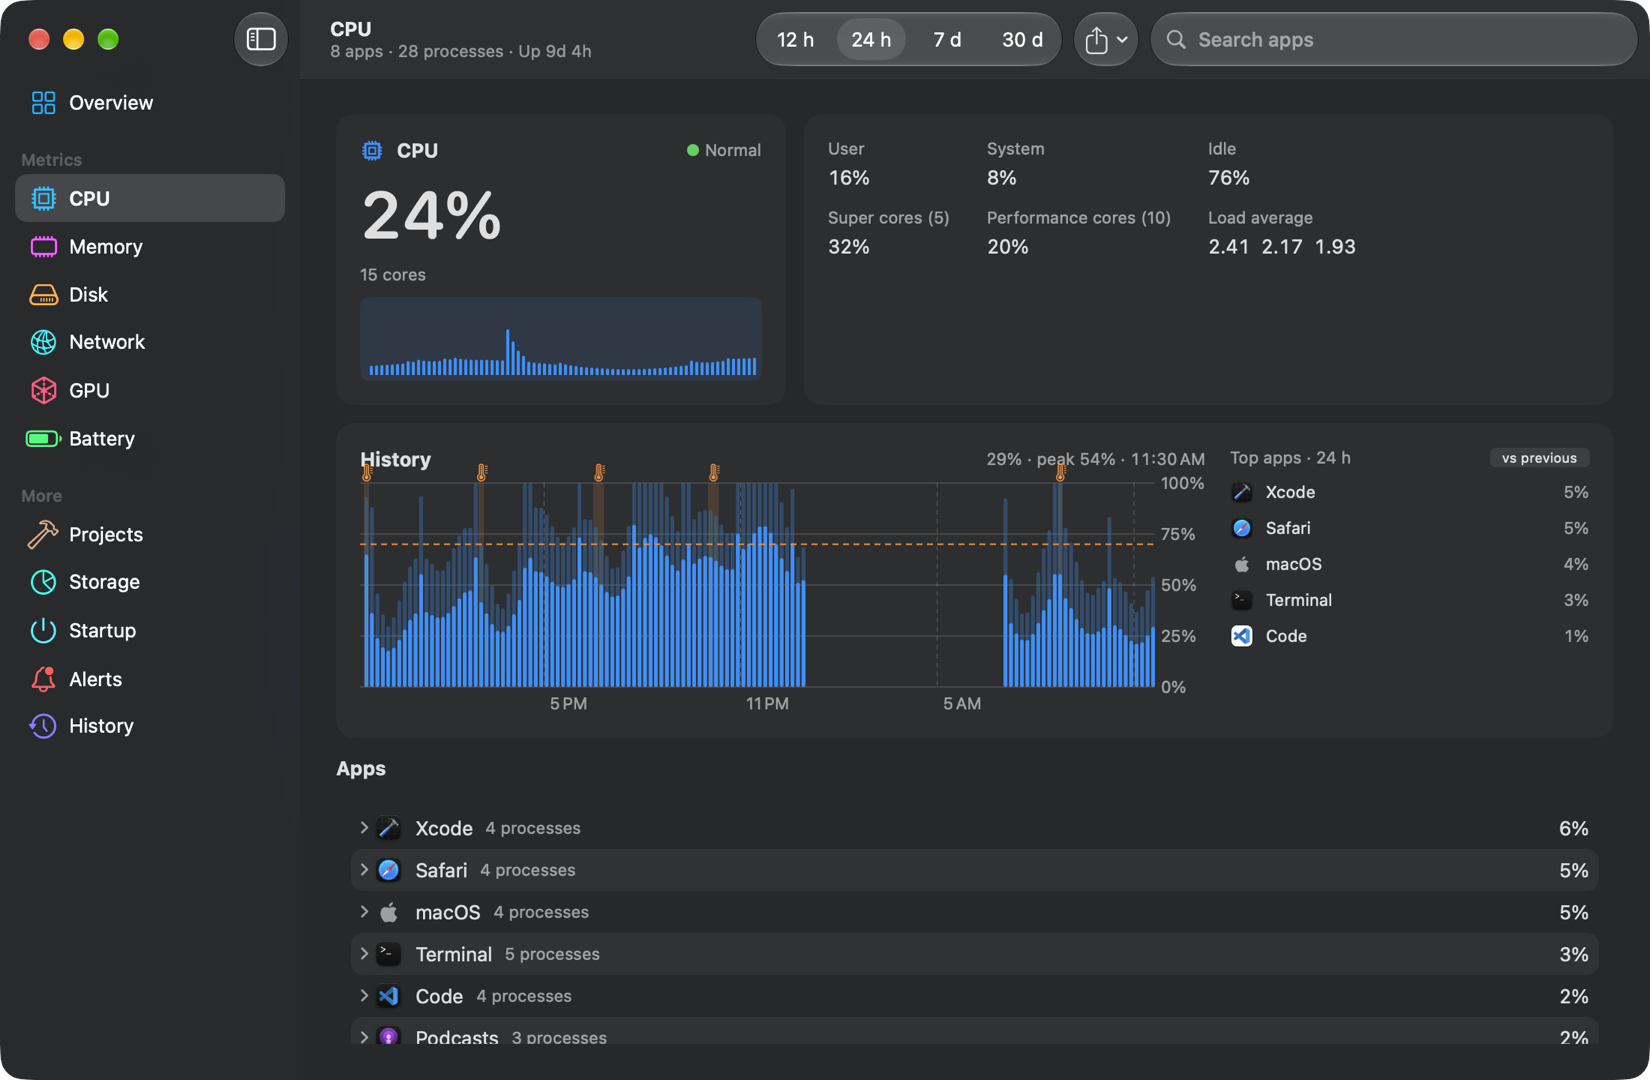 CPU
8 apps · 28 processes · Up 9d 4h
12 h
24 h
7 d
30 d
Search apps
Overview
Metrics
CPU
Memory
Disk
Network
GPU
Battery
More
Projects
Storage
Startup
Alerts
History
CPU
Normal
24%
15 cores
User
System
Idle
16%
8%
76%
Super cores (5)
Performance cores (10)
Load average
32%
20%
2.41 2.17 1.93
History
29% · peak 54% · 11:30 AM
100%
75%
50%
25%
0%
5 PM
11 PM
5 AM
Top apps · 24 h
vs previous
Xcode 5%
Safari 5%
macOS 4%
Terminal 3%
Code 1%
Apps
Xcode 4 processes 6%
Safari 4 processes 5%
macOS 4 processes 5%
Terminal 5 processes 3%
Code 4 processes 2%
Podcasts 3 processes 2%